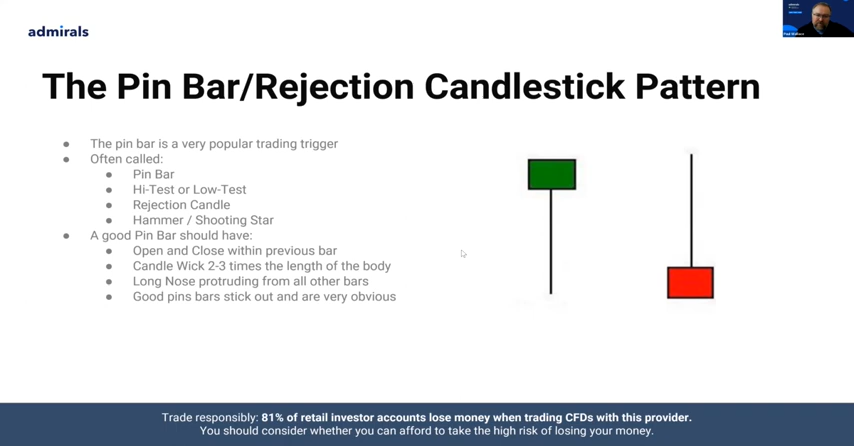 admirals
The Pin Bar/Rejection Candlestick Pattern
The pin bar is a very popular trading trigger
Often called:
Pin Bar
Hi-Test or Low-Test
Rejection Candle
Hammer / Shooting Star
A good Pin Bar should have:
Open and Close within previous bar
Candle Wick 2-3 times the length of the body
Long Nose protruding from all other bars
Good pins bars stick out and are very obvious
Trade responsibly: 81% of retail investor accounts lose money when trading CFDs with this provider.
You should consider whether you can afford to take the high risk of losing your money.